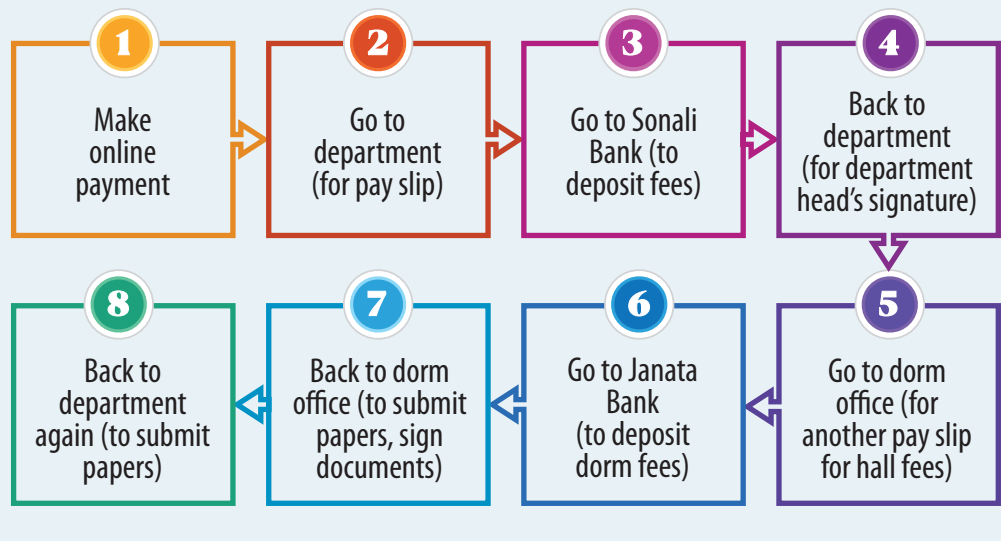 1
Make
online
payment
2
Go to
department
(for pay slip)
3
Go to Sonali
Bank (to
deposit fees)
4
Back to
department
(for department
head's signature)
5
Go to dorm
office (for
another pay slip
for hall fees)
6
Go to Janata
Bank
(to deposit
dorm fees)
7
Back to dorm
office (to submit
papers, sign
documents)
8
Back to
department
again (to submit
papers)